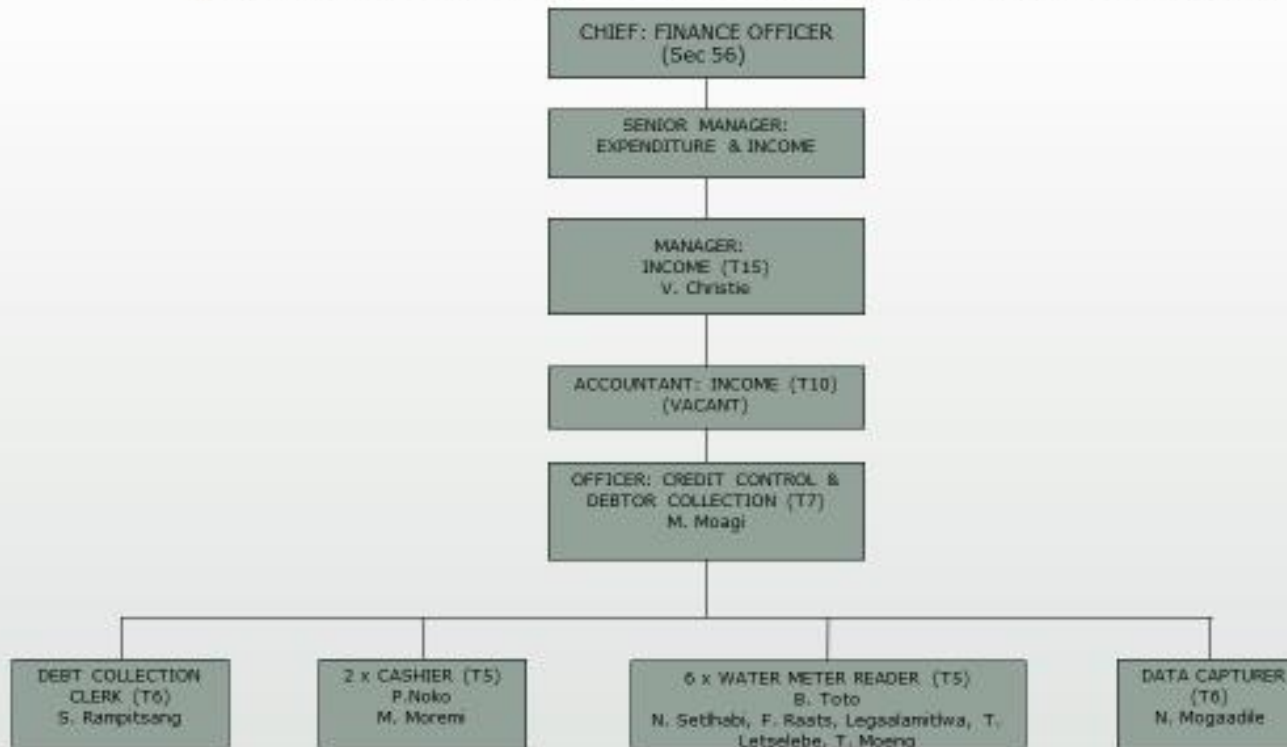 CHIEF: FINANCE OFFICER
(Sec 56)
SENIOR MANAGER:
EXPENDITURE & INCOME
MANAGER:
INCOME (T15)
V. Christie
ACCOUNTANT: INCOME (T10)
(VACANT)
OFFICER: CREDIT CONTROL &
DEBTOR COLLECTION (T7)
M. Moagi
DEBT COLLECTION
CLERK (T6)
S. Rampitsang
2 x CASHIER (T5)
P.Noko
M. Moremi
6 x WATER METER READER (T5)
B. Toto
N. Setlhabi, F. Raats, Legaalamitlwa, T.
Letselebe, T. Moeng
DATA CAPTURER
(T6)
N. Mogaadile